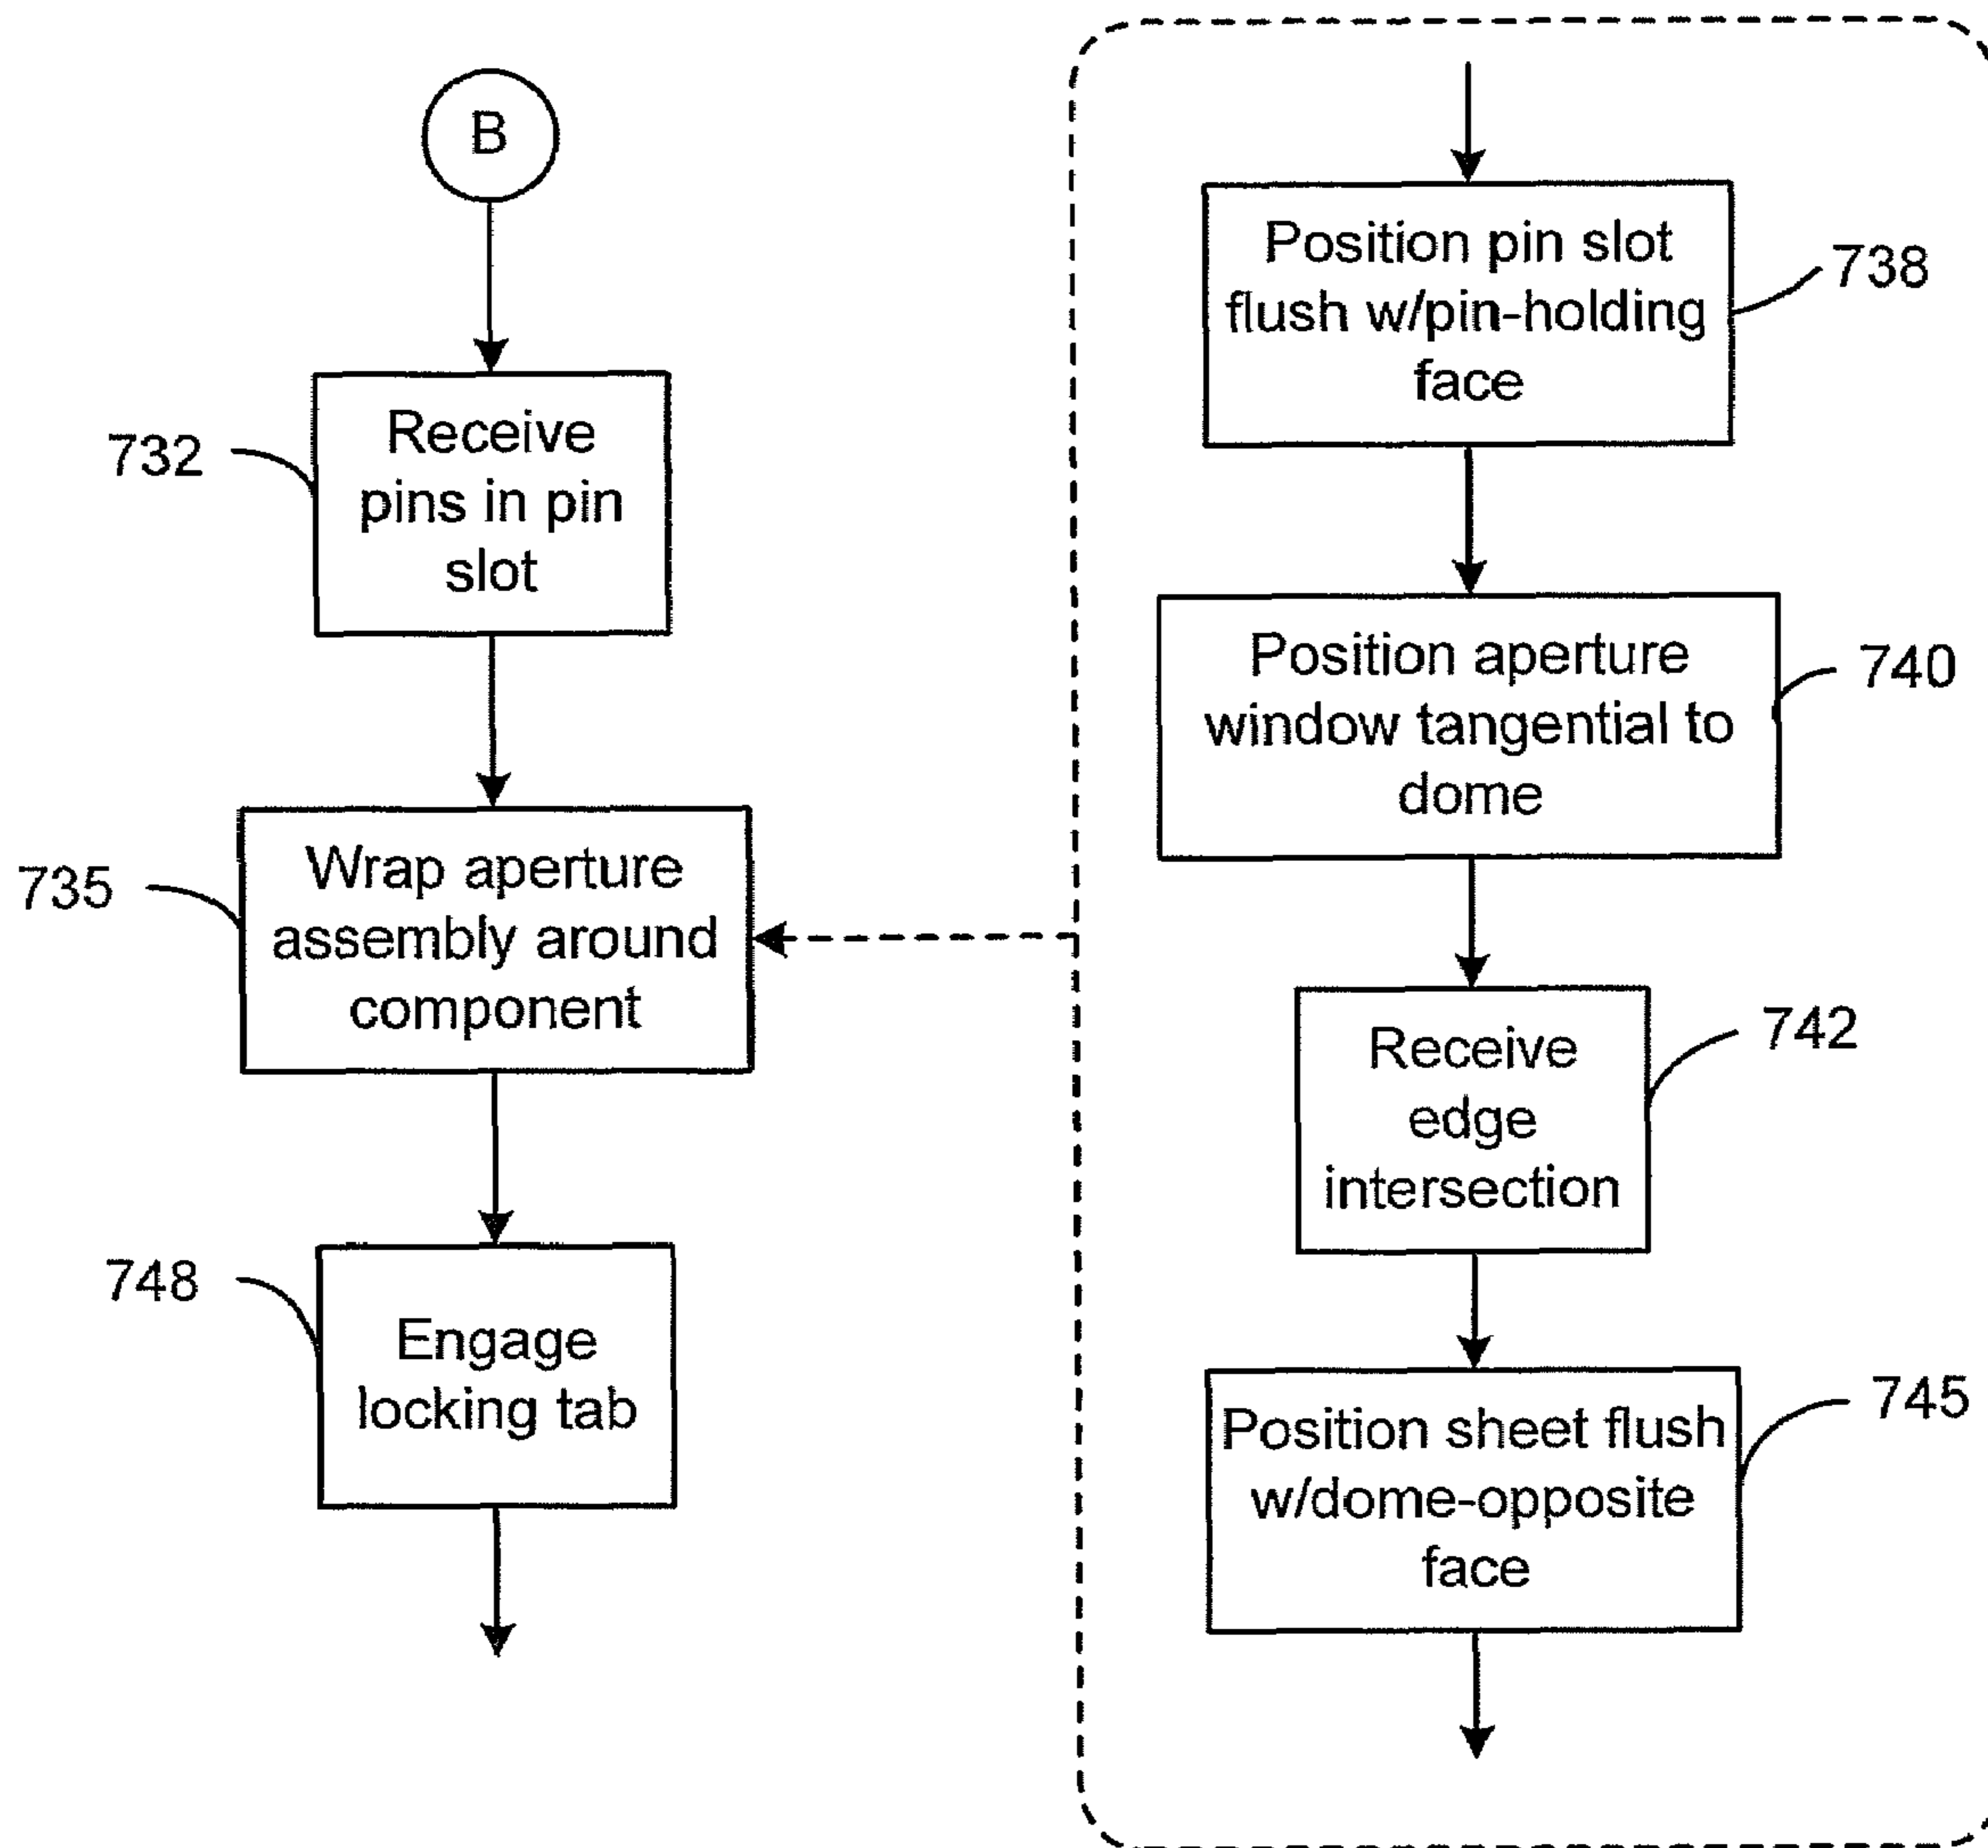 B
732
Receive
pins in pin
slot
735
Wrap aperture
assembly around
component
748
Engage
locking tab
Position pin slot
flush w/pin-holding
face
738
Position aperture
window tangential to
dome
740
Receive
edge
intersection
742
Position sheet flush
w/dome-opposite
face
745